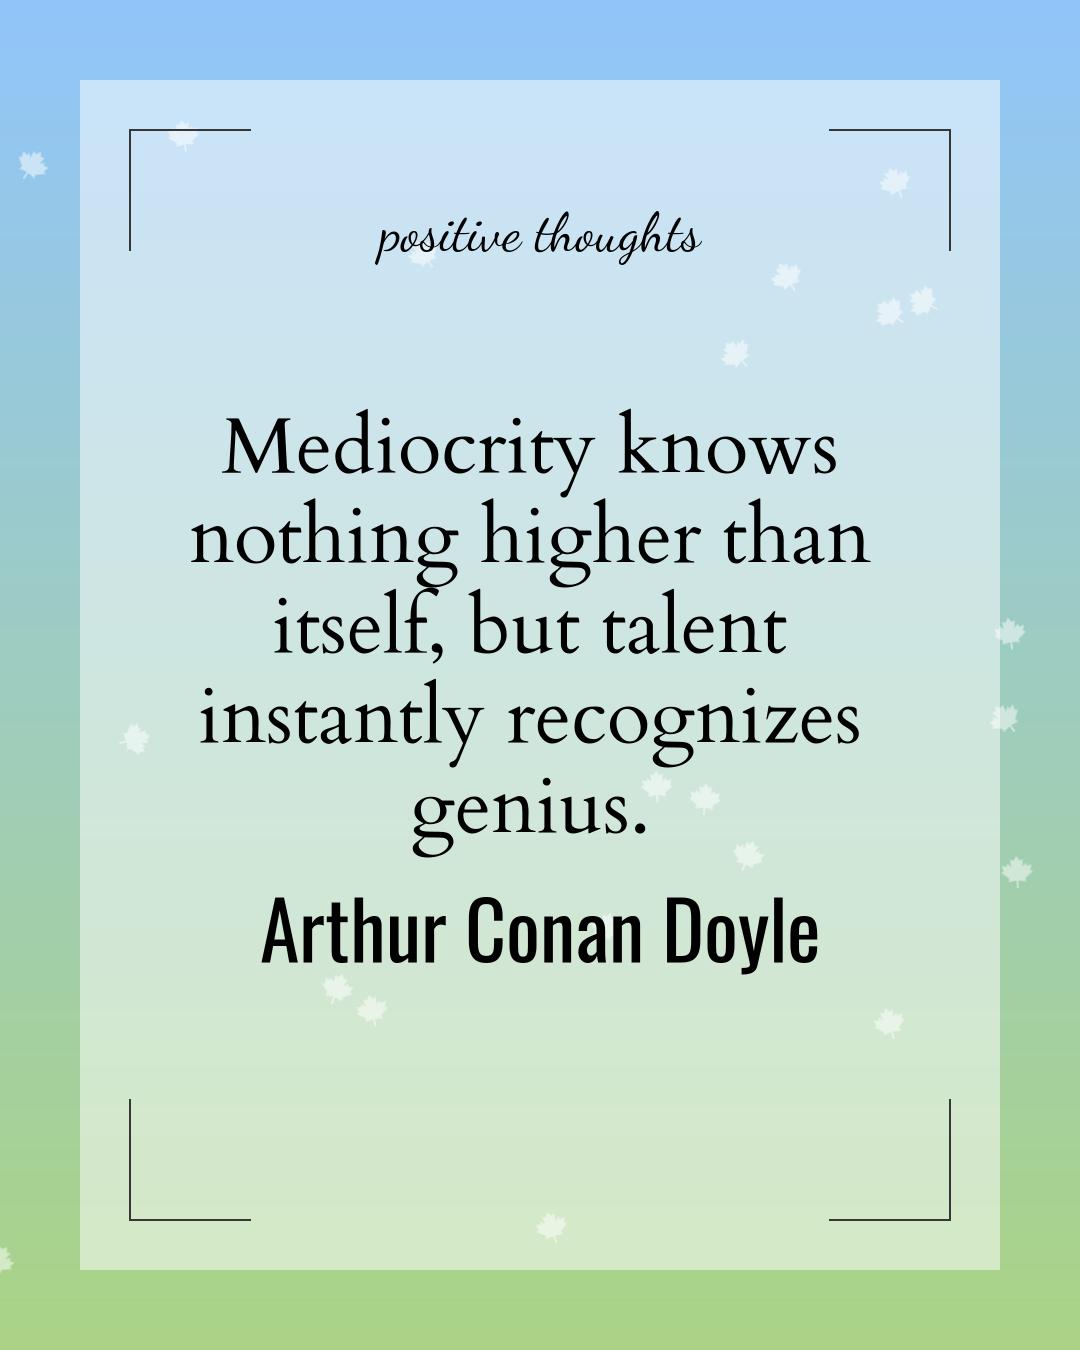 positive thoughts
Mediocrity knows
nothing higher than
itself, but talent
instantly recognizes
genius.
Arthur Conan Doyle